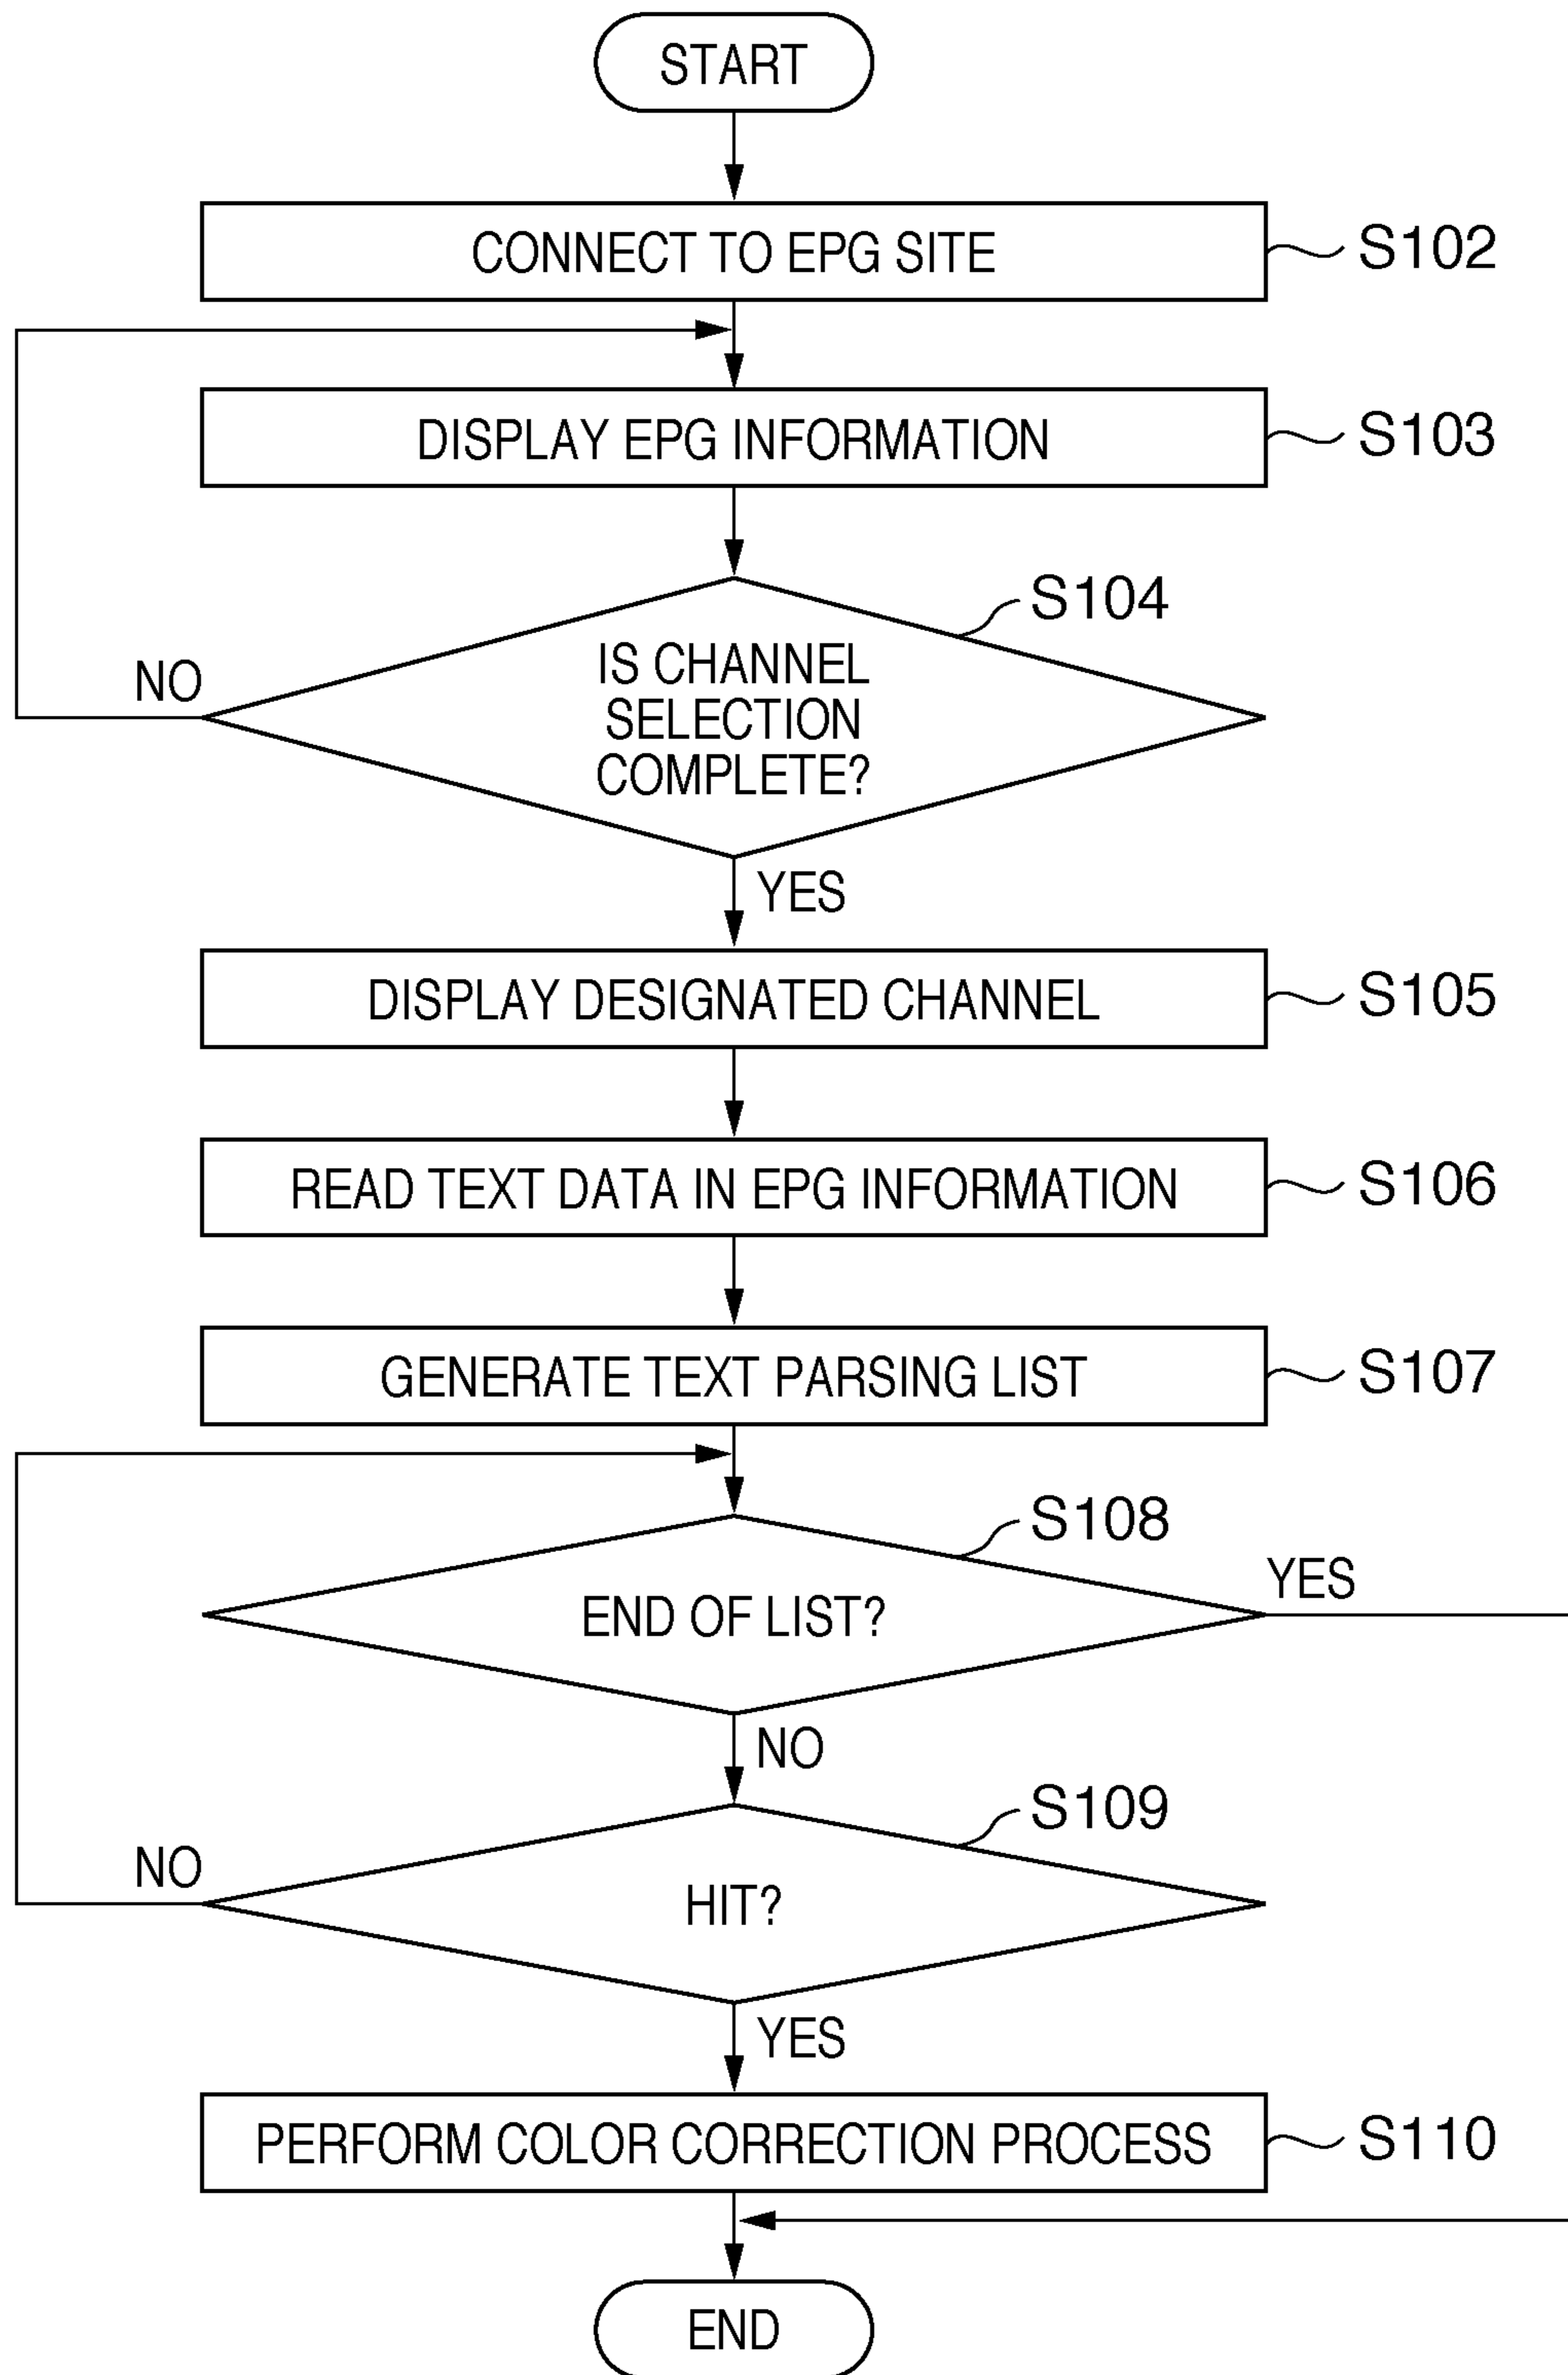 START
CONNECT TO EPG SITE
S102
DISPLAY EPG INFORMATION
S103
S104
IS CHANNEL
SELECTION
COMPLETE?
NO
YES
DISPLAY DESIGNATED CHANNEL
S105
READ TEXT DATA IN EPG INFORMATION
S106
GENERATE TEXT PARSING LIST
S107
S108
END OF LIST?
YES
NO
S109
HIT?
NO
YES
PERFORM COLOR CORRECTION PROCESS
S110
END